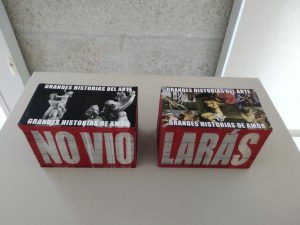 GRANDES HISTORIAS DEL ARTE
GRANDES HISTORIAS DE AMOR
NO VIO
GRANDES HISTORIAS DEL ARTE
GRANDES HISTORIAS DE AMOR
LARÁS